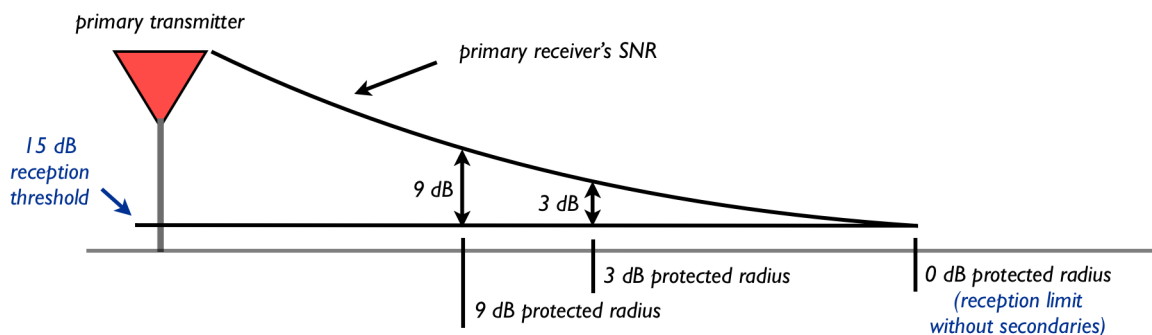 primary transmitter
primary receiver's SNR
15 dB
reception
threshold
9 dB
3 dB
3 dB protected radius
9 dB protected radius
0 dB protected radius
(reception limit
without secondaries)